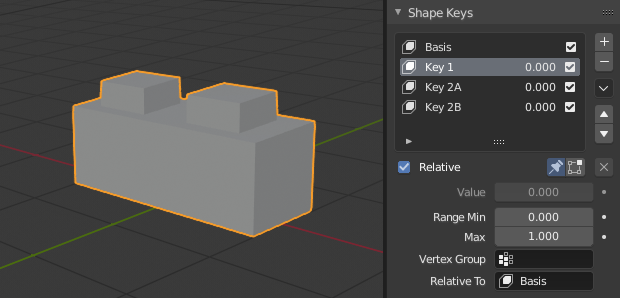 Shape Keys
Basis
Key 1 0.000
Key 2A 0.000
Key 2B 0.000
Relative
Value 0.000
Range Min 0.000
Max 1.000
Vertex Group
Relative To Basis